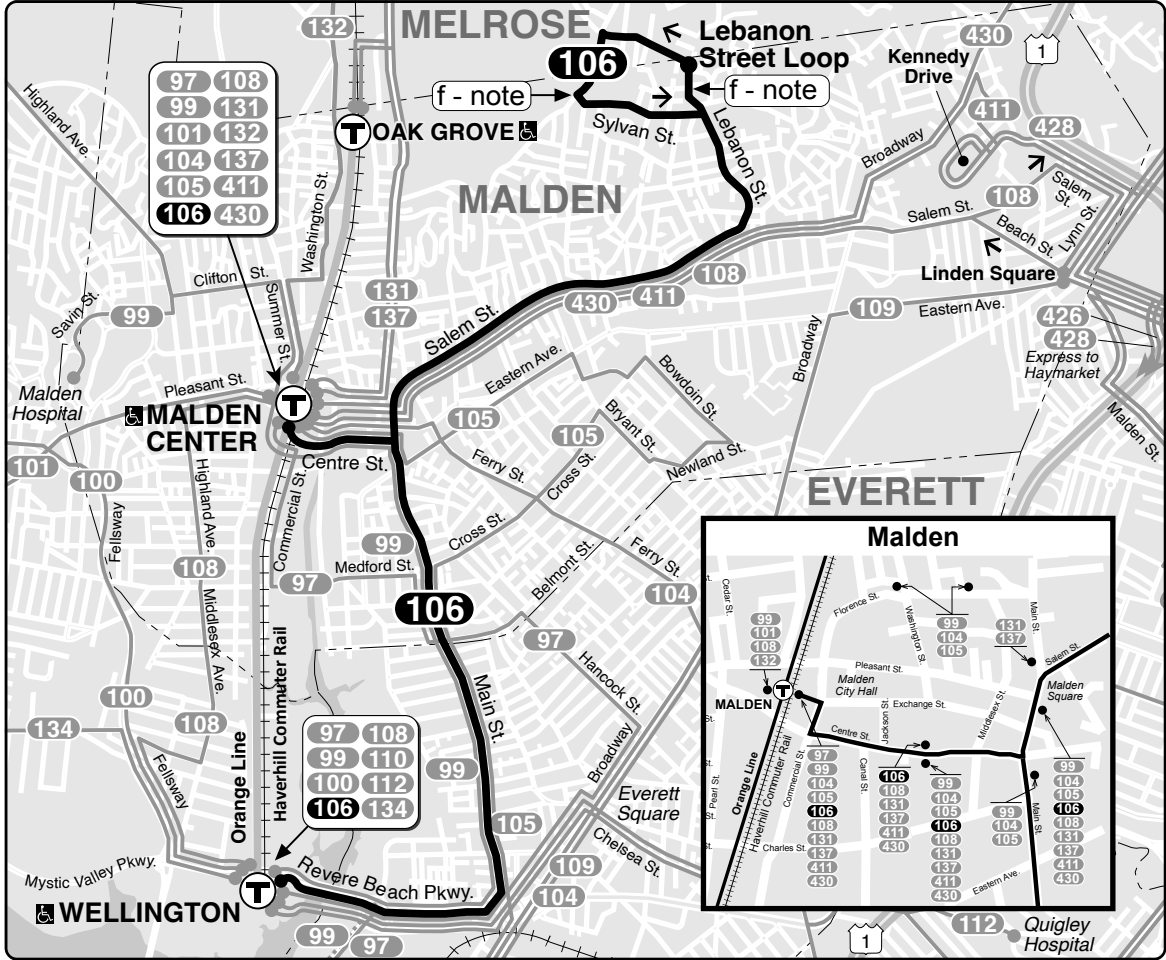 132
MELROSE
Lebanon
Street Loop
430
1
Kennedy
Drive
97 108
99 131
101 132
104 137
105 411
106 430
106
f - note
f - note
Highland Ave.
T
OAK GROVE
Sylvan St.
Lebanon St.
Broadway
411
428
Washington St.
MALDEN
108
Salem St.
Salem St.
Beach St.
Lynn St.
Linden Square
Clifton St.
Summer St.
Savin St.
99
131
137
430
411
108
109
Eastern Ave.
426
428
Express to
Haymarket
Salem St.
Broadway
Malden
Hospital
Pleasant St.
T
MALDEN
CENTER
Eastern Ave.
Bowdoin St.
105
105
Bryant St.
Newland St.
Malden St.
101
100
Centre St.
Ferry St.
Cross St.
EVERETT
Highland Ave.
Commercial St.
Fellsway
Cross St.
99
Medford St.
97
108
Belmont St.
Ferry St.
104
106
Middlesex Ave.
97
Hancock St.
Haverhill Commuter Rail
Orange Line
Main St.
100
134
108
Fellsway
97 108
99 110
100 112
106 134
99
Broadway
Everett
Square
105
Chelsea St.
109
104
Mystic Valley Pkwy.
Revere Beach Pkwy.
T
WELLINGTON
99
97
1
112
Quigley
Hospital
Malden
St.
Cedar St.
Florence St.
Washington St.
99
104
105
131
137
Main St.
Salem St.
99
101
108
132
Pleasant St.
Malden
City Hall
Malden
Square
T
MALDEN
Exchange St.
Jackson St.
Middlesex St.
Centre St.
Orange Line
Haverhill Commuter Rail
Commercial St.
Canal St.
St.
Pearl St.
St.
Charles St.
97
99
104
105
106
108
131
137
411
430
106
108
131
137
411
430
99
104
105
106
108
131
137
411
430
99
104
105
Main St.
99
104
105
106
108
131
137
411
430
Eastern Ave.